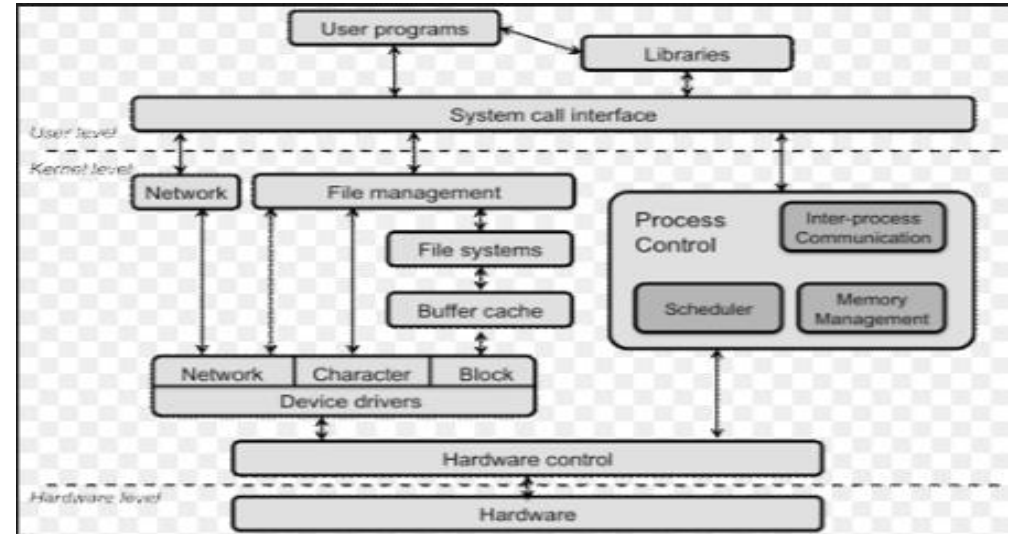 User programs
Libraries
System call interface
User level
Kernel level
Network
File management
Process
Control
Inter-process
Communication
File systems
Buffer cache
Scheduler
Memory
Management
Network
Character
Block
Device drivers
Hardware control
Hardware level
Hardware